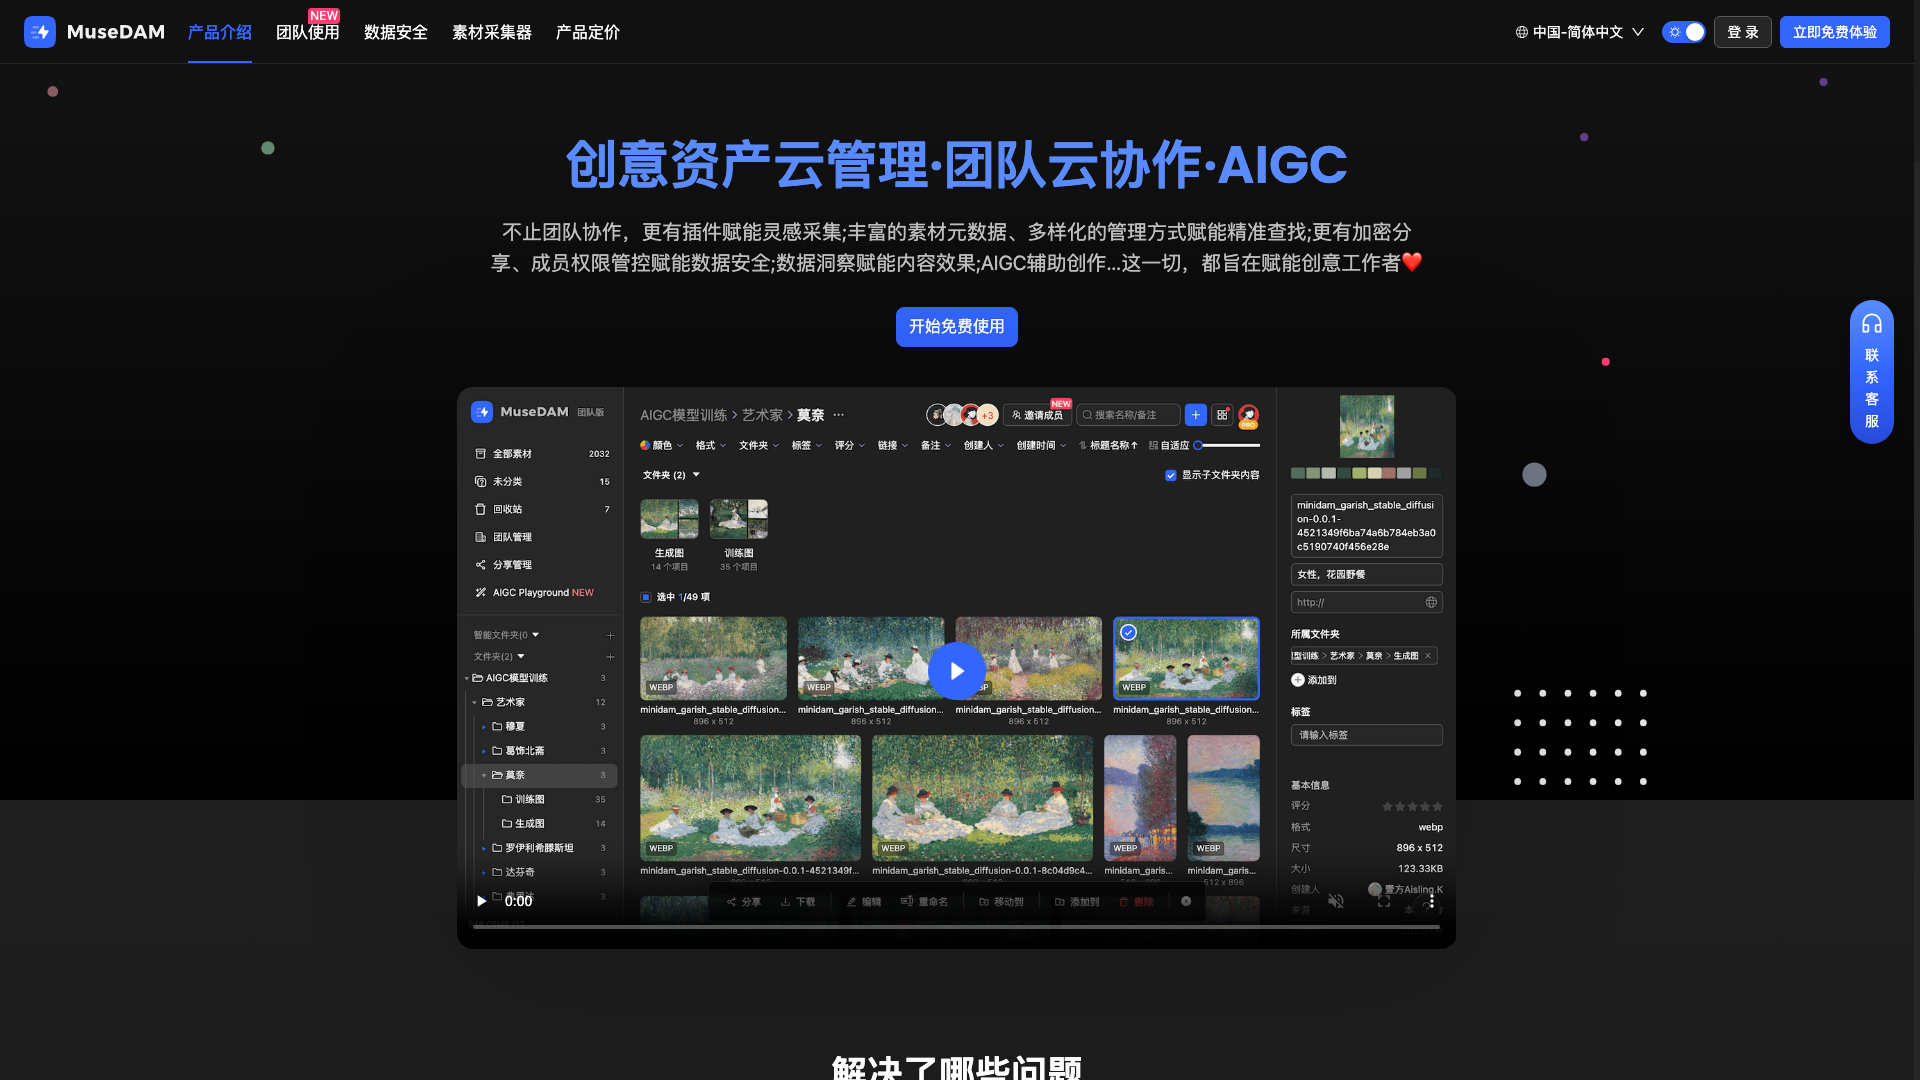 MuseDAM
产品介绍
团队使用
NEW
数据安全
素材采集器
产品定价
中国-简体中文
登 录
立即免费体验
创意资产云管理·团队云协作·AIGC
不止团队协作，更有插件赋能灵感采集;丰富的素材元数据、多样化的管理方式赋能精准查找;更有加密分
享、成员权限管控赋能数据安全;数据洞察赋能内容效果;AIGC辅助创作...这一切，都旨在赋能创意工作者❤️
开始免费使用
联
系
客
服
MuseDAM 团队版
全部素材 2032
未分类 15
回收站 7
团队管理
分享管理
AIGC Playground NEW
智能文件夹(0
文件夹(2)
AIGC模型训练 3
艺术家 12
穆夏 3
葛饰北斋 3
莫奈 3
训练图 35
生成图 14
罗伊利希滕斯坦 3
达芬奇 3
3
0:00
AIGC模型训练 > 艺术家 > 莫奈 ···
+3
邀请成员
NEW
搜索名称/备注
PRO
颜色 格式 文件夹 标签 评分 链接 备注 创建人 创建时间 标题名称 自适应
文件夹 (2)
显示子文件夹内容
生成图
14 个项目
训练图
35 个项目
选中 1/49 项
WEBP
WEBP
WEBP
minidam_garish_stable_diffusion...
896 x 512
minidam_garish_stable_diffusion...
896 x 512
minidam_garish_stable_diffusion...
896 x 512
minidam_garish_stable_diffusion...
896 x 512
WEBP
WEBP
WEBP
WEBP
minidam_garish_stable_diffusion-0.0.1-4521349f...
minidam_garish_stable_diffusion-0.0.1-8c04d9c4...
minidam_garis...
minidam_garis...
512 x 896
分享 下载 编辑 重命名 移动到 添加到 删除
minidam_garish_stable_diffusi
on-0.0.1-
4521349f6ba74a6b784eb3a0
c5190740f456e28e
女性，花园野餐
http://
所属文件夹
型训练 > 艺术家 > 莫奈 > 生成图 ×
添加到
标签
请输入标签
基本信息
评分
格式 webp
尺寸 896 x 512
大小 123.33KB
创建人 壹方Aisling.K
来源
解决了哪些问题